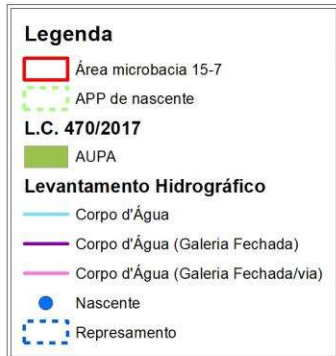 Legenda
Área microbacia 15-7
APP de nascente
L.C. 470/2017
AUPA
Levantamento Hidrográfico
Corpo d'Água
Corpo d'Água (Galeria Fechada)
Corpo d'Água (Galeria Fechada/via)
Nascente
Represamento